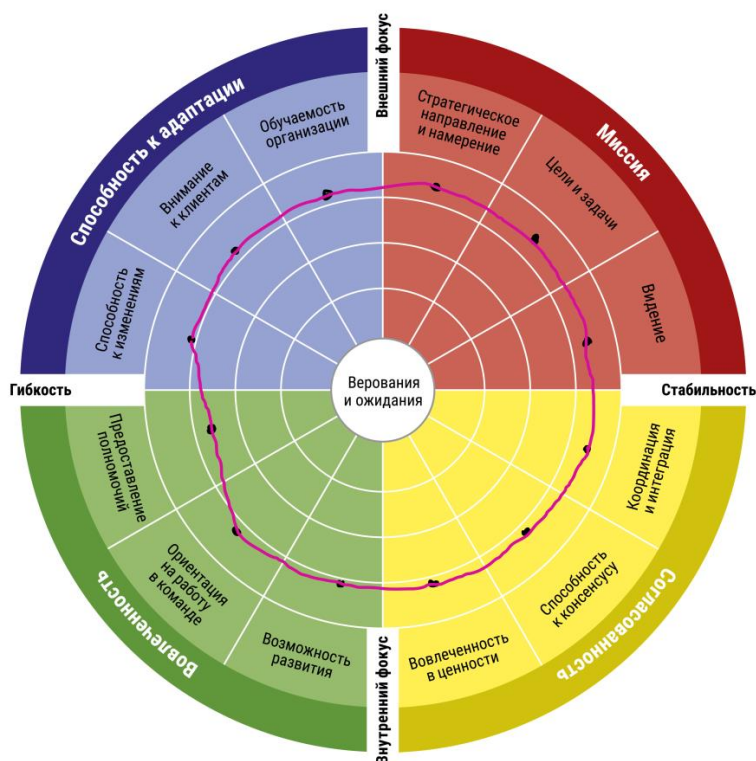 Внешний фокус
Способность к адаптации
Миссия
Обучаемость
организации
Стратегическое
направление
и намерение
Внимание
к клиентам
Цели и задачи
Способность
к изменениям
Видение
Гибкость
Верования
и ожидания
Стабильность
Предоставление
полномочий
Координация
и интеграция
Ориентация
на работу
в команде
Способность
к консенсусу
Возможность
развития
Вовлеченность
в ценности
Вовлеченность
Согласованность
Внутренний фокус